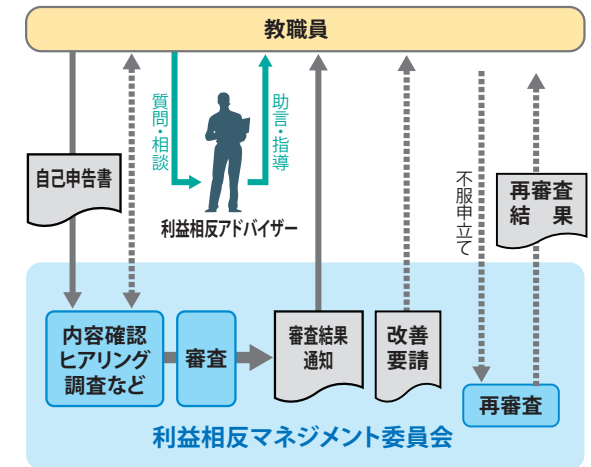 教職員
質問・相談
助言・指導
自己申告書
利益相反アドバイザー
不服申立て
再審査
結　果
内容確認
ヒアリング
調査など
審査
審査結果
通知
改善
要請
再審査
利益相反マネジメント委員会